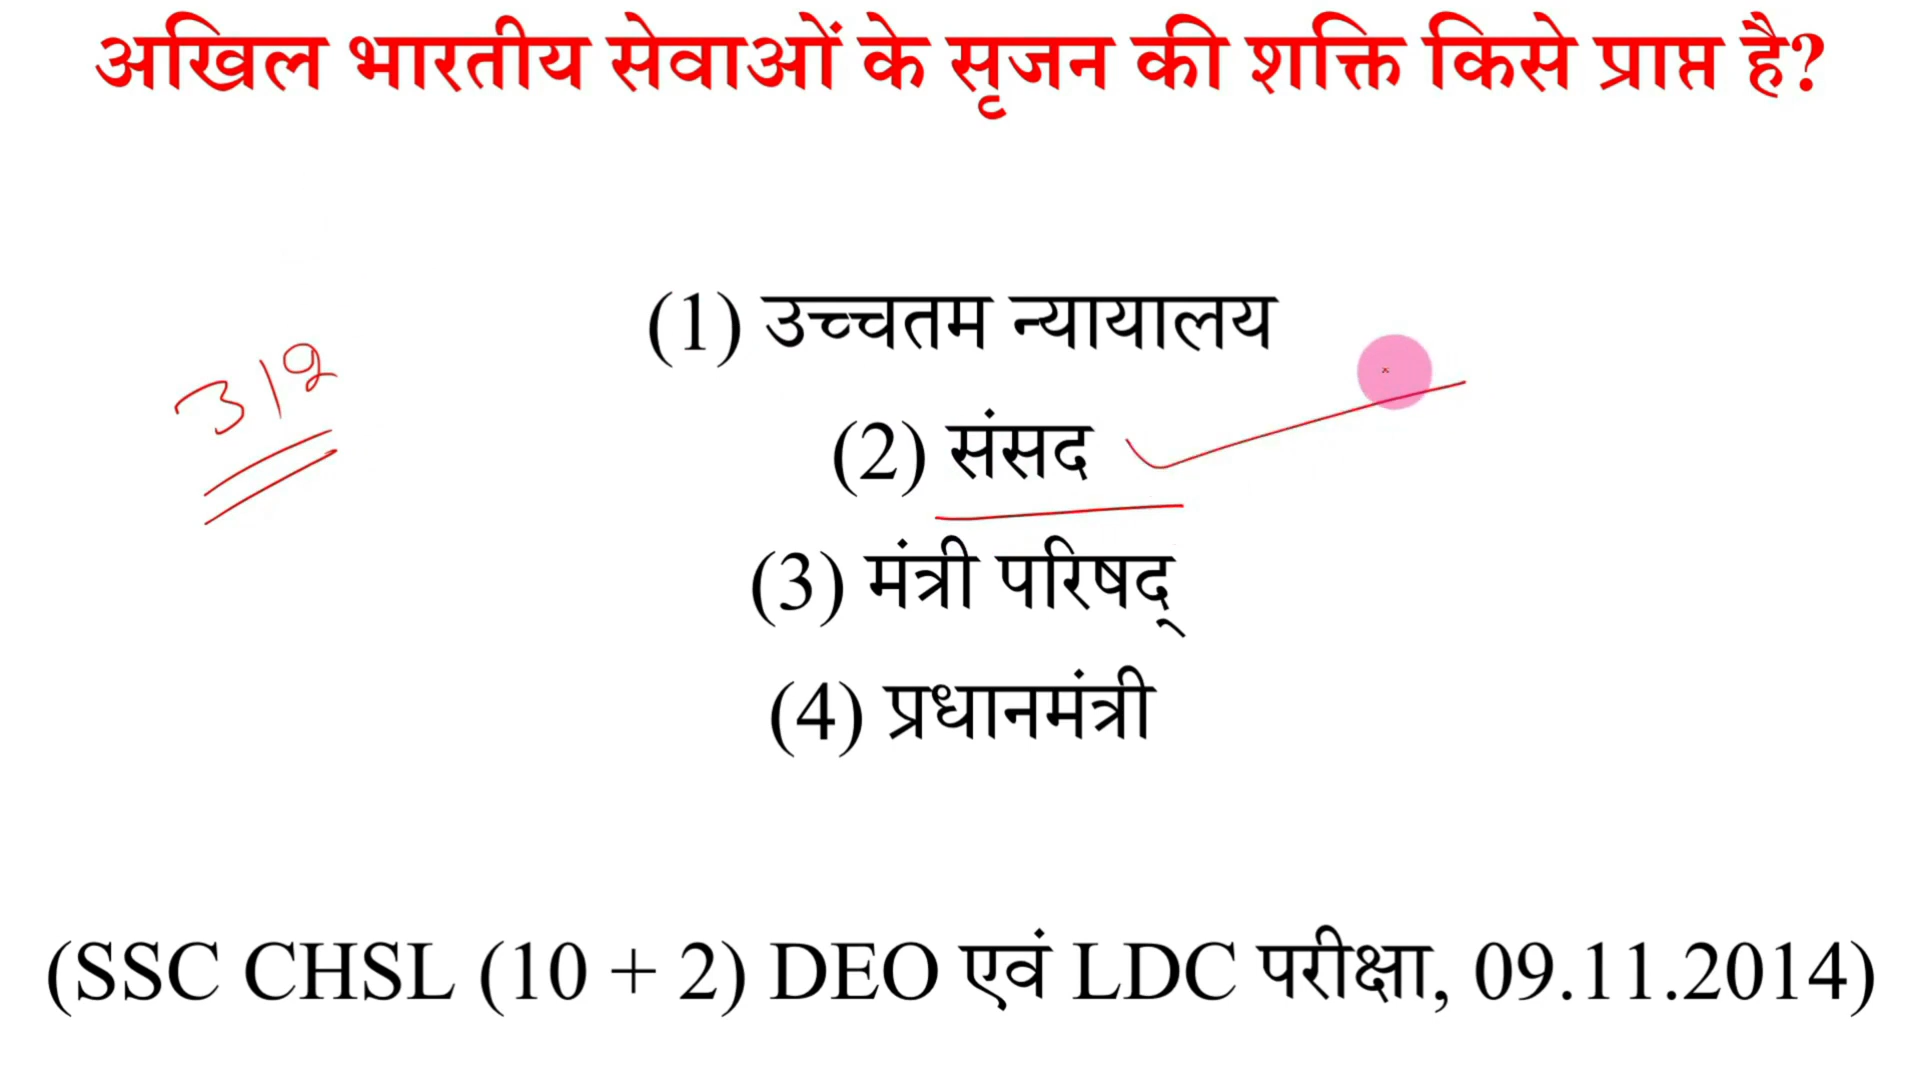 अखिल भारतीय सेवाओं के सृजन की शक्ति किसे प्राप्त है?
(1) उच्चतम न्यायालय
312
(2) संसद
(3) मंत्री परिषद्
(4) प्रधानमंत्री
(SSC CHSL (10 + 2) DEO एवं LDC परीक्षा, 09.11.2014)